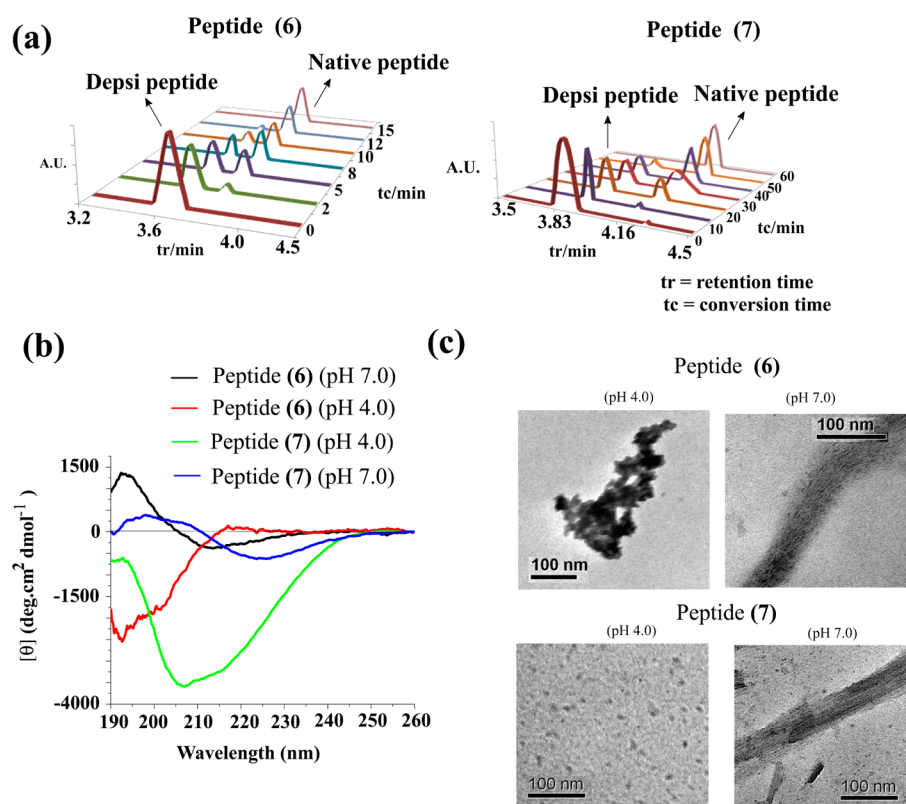 (a)
Peptide (6)
Depsi peptide
Native peptide
A.U.
3.2
3.6
4.0
4.5
tr/min
0
2
5
8
10
12
15
tc/min
Peptide (7)
Depsi peptide
Native peptide
A.U.
3.5
3.83
4.16
4.5
tr/min
0
10
20
30
40
50
60
tc/min
tr = retention time
tc = conversion time
(b)
Peptide (6) (pH 7.0)
Peptide (6) (pH 4.0)
Peptide (7) (pH 4.0)
Peptide (7) (pH 7.0)
1500
0
-1500
-4000
[θ] (deg.cm² dmol⁻¹)
190 200 210 220 230 240 250 260
Wavelength (nm)
(c)
Peptide (6)
(pH 4.0)
(pH 7.0)
100 nm
100 nm
Peptide (7)
(pH 4.0)
(pH 7.0)
100 nm
100 nm